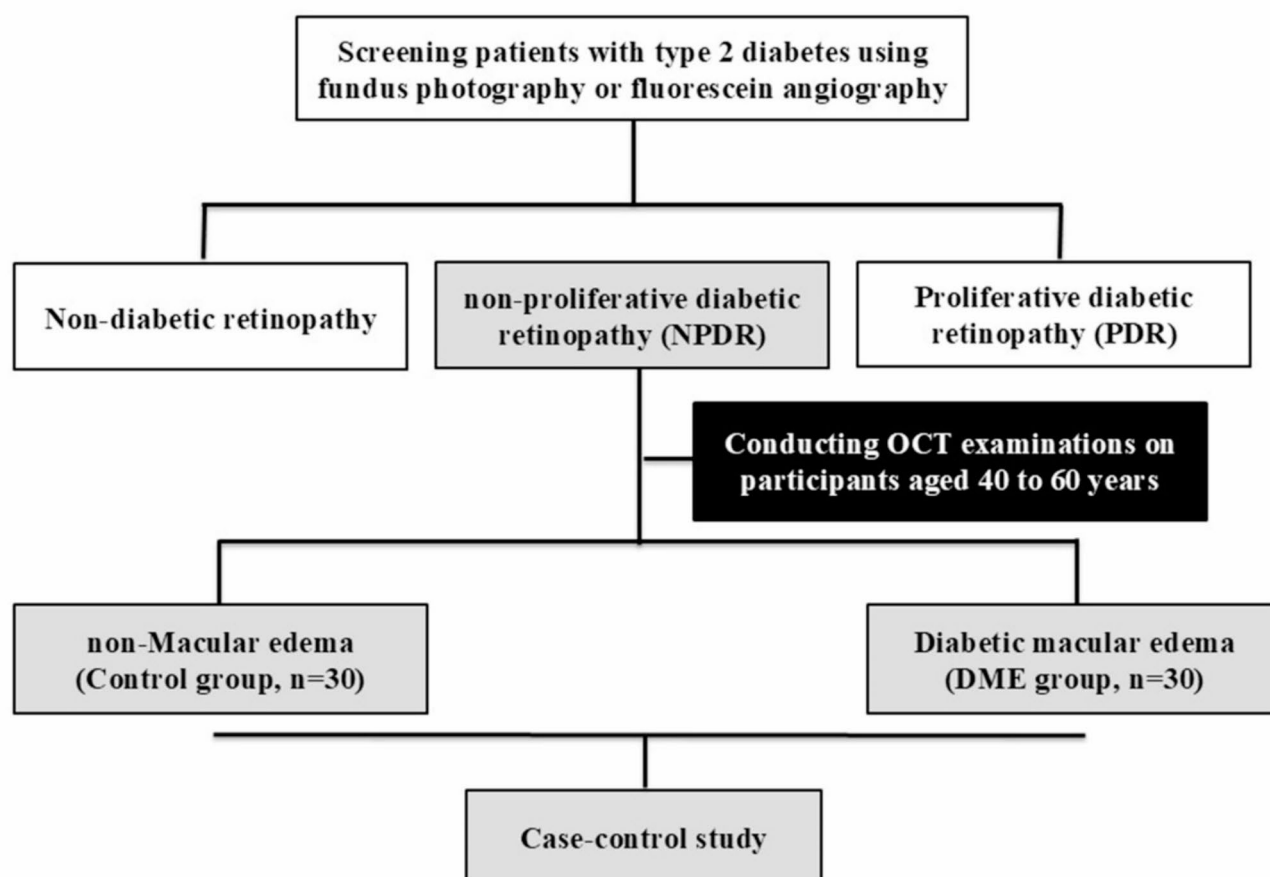 Screening patients with type 2 diabetes using
fundus photography or fluorescein angiography
Non-diabetic retinopathy
non-proliferative diabetic
retinopathy (NPDR)
Proliferative diabetic
retinopathy (PDR)
Conducting OCT examinations on
participants aged 40 to 60 years
non-Macular edema
(Control group, n=30)
Diabetic macular edema
(DME group, n=30)
Case-control study